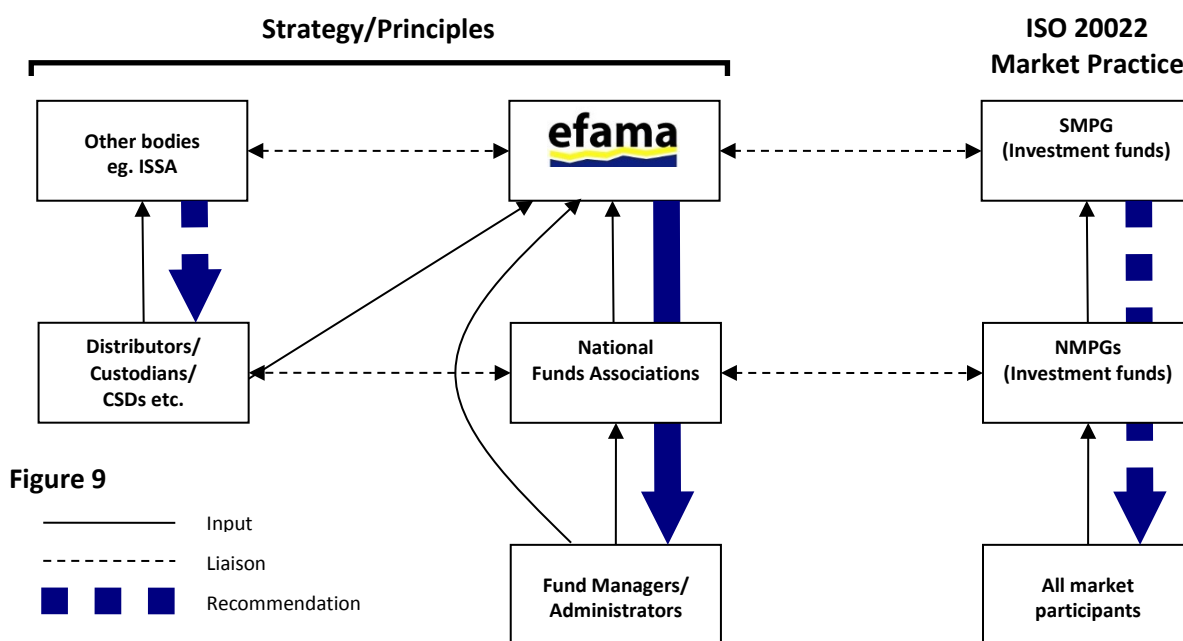 Strategy/Principles
ISO 20022
Market Practice
Other bodies
eg. ISSA
efama
SMPG
(Investment funds)
Distributors/
Custodians/
CSDs etc.
National
Funds Associations
NMPGs
(Investment funds)
Figure 9
Input
Liaison
Recommendation
Fund Managers/
Administrators
All market
participants